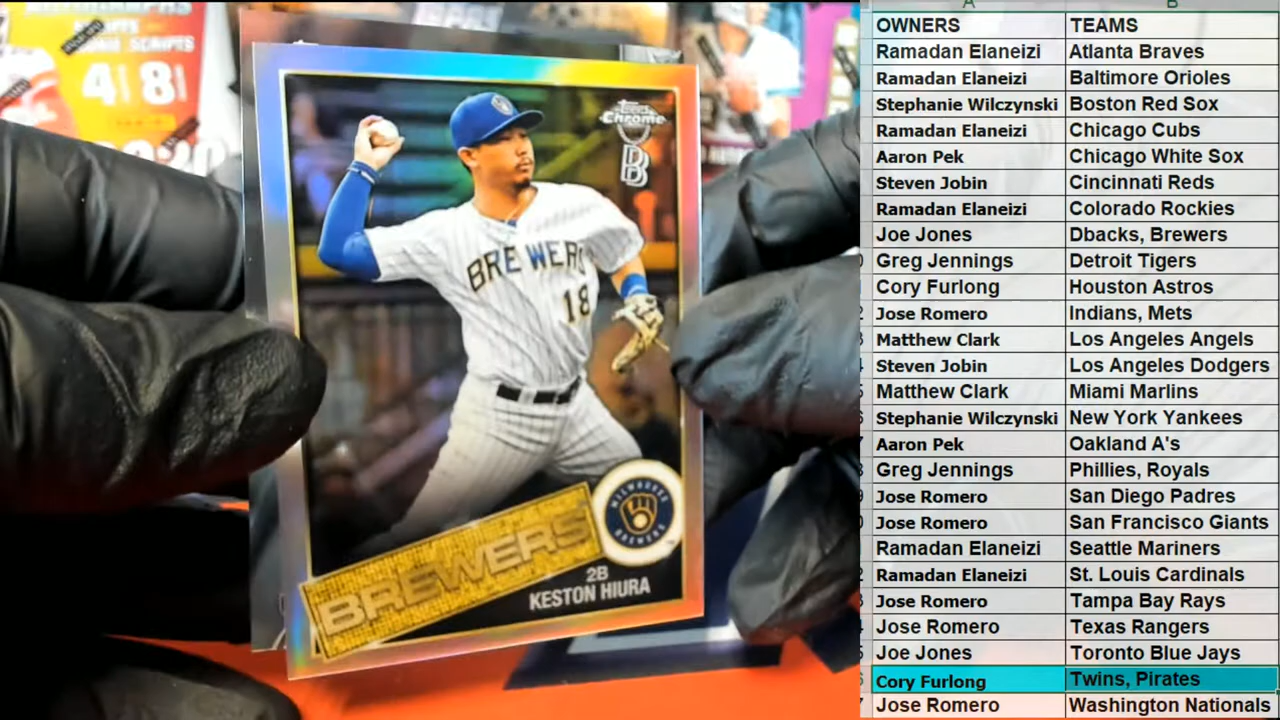 4 8
Topps
Chrome
B
BREWERS
18
MILWAUKEE
BREWERS
BREWERS
2B
KESTON HIURA
A B
OWNERS TEAMS
Ramadan Elaneizi Atlanta Braves
Ramadan Elaneizi Baltimore Orioles
Stephanie Wilczynski Boston Red Sox
Ramadan Elaneizi Chicago Cubs
Aaron Pek Chicago White Sox
Steven Jobin Cincinnati Reds
Ramadan Elaneizi Colorado Rockies
Joe Jones Dbacks, Brewers
Greg Jennings Detroit Tigers
Cory Furlong Houston Astros
Jose Romero Indians, Mets
Matthew Clark Los Angeles Angels
Steven Jobin Los Angeles Dodgers
Matthew Clark Miami Marlins
Stephanie Wilczynski New York Yankees
Aaron Pek Oakland A's
Greg Jennings Phillies, Royals
Jose Romero San Diego Padres
Jose Romero San Francisco Giants
Ramadan Elaneizi Seattle Mariners
Ramadan Elaneizi St. Louis Cardinals
Jose Romero Tampa Bay Rays
Jose Romero Texas Rangers
Joe Jones Toronto Blue Jays
Cory Furlong Twins, Pirates
Jose Romero Washington Nationals